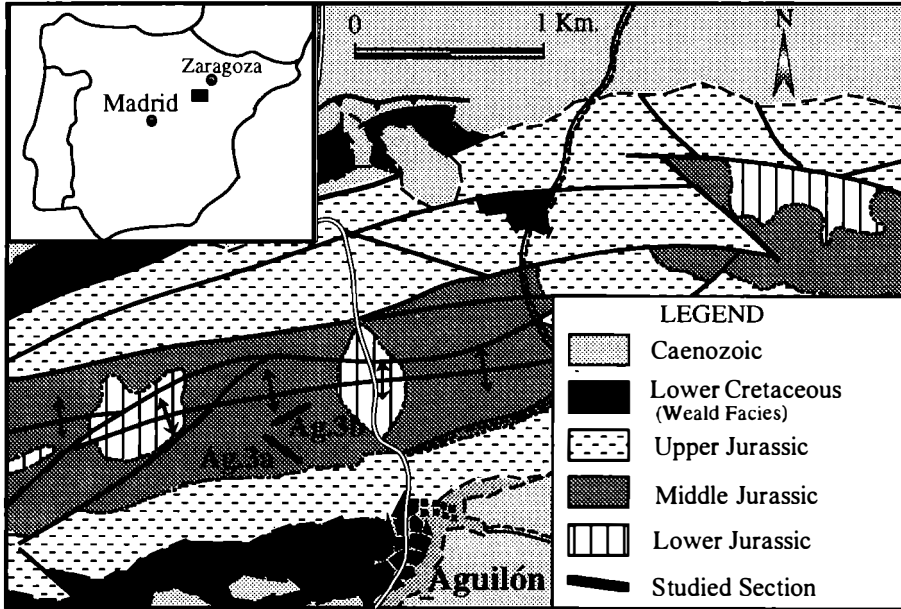 Zaragoza
Madrid
0 1 Km.
N
Ag.3b
Ag.3a
Aguilón
LEGEND
Caenozoic
Lower Cretaceous
(Weald Facies)
Upper Jurassic
Middle Jurassic
Lower Jurassic
Studied Section